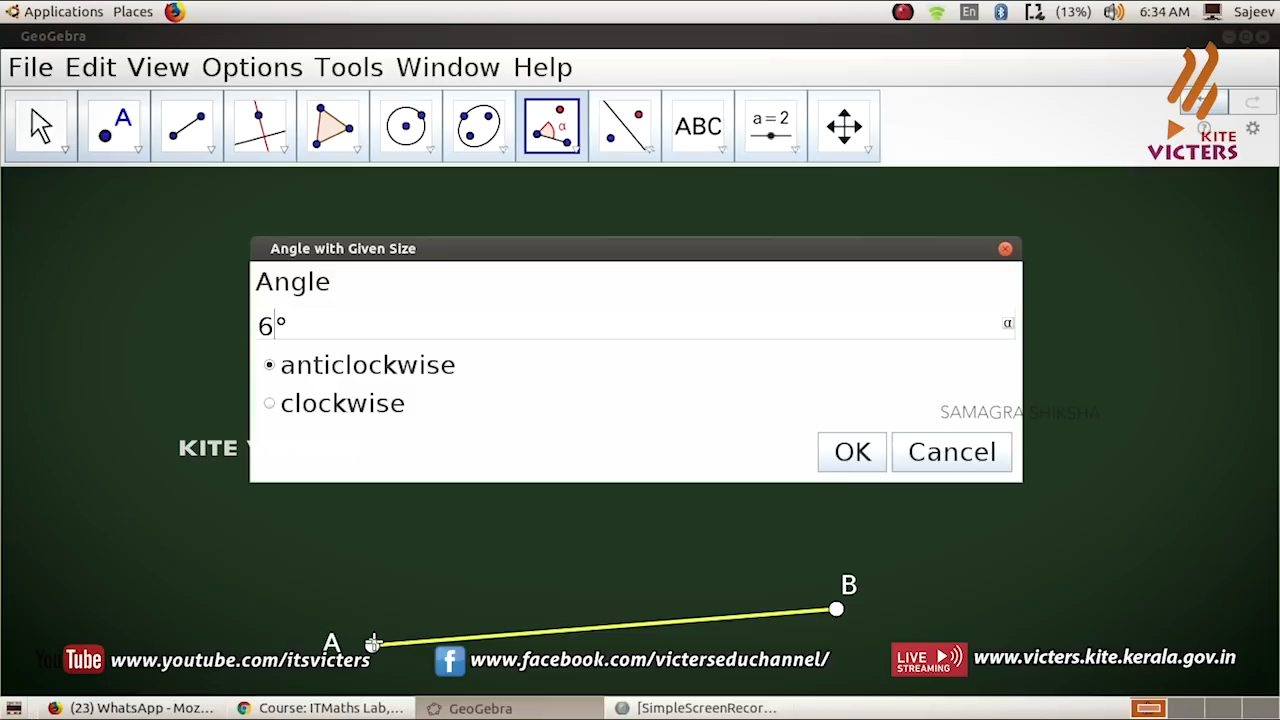 Applications Places En (13%) 6:34 AM Sajeev
GeoGebra
File Edit View Options Tools Window Help
A α ABC a = 2
KITE
VICTERS
Angle with Given Size
Angle
6° α
anticlockwise
clockwise
SAMAGRA SHIKSHA
KITE
OK Cancel
B
A
You Tube www.youtube.com/itsvicters f www.facebook.com/victerseduchannel/ LIVE STREAMING www.victers.kite.kerala.gov.in
(23) WhatsApp - Moz... Course: ITMaths Lab,... GeoGebra [SimpleScreenRecor...